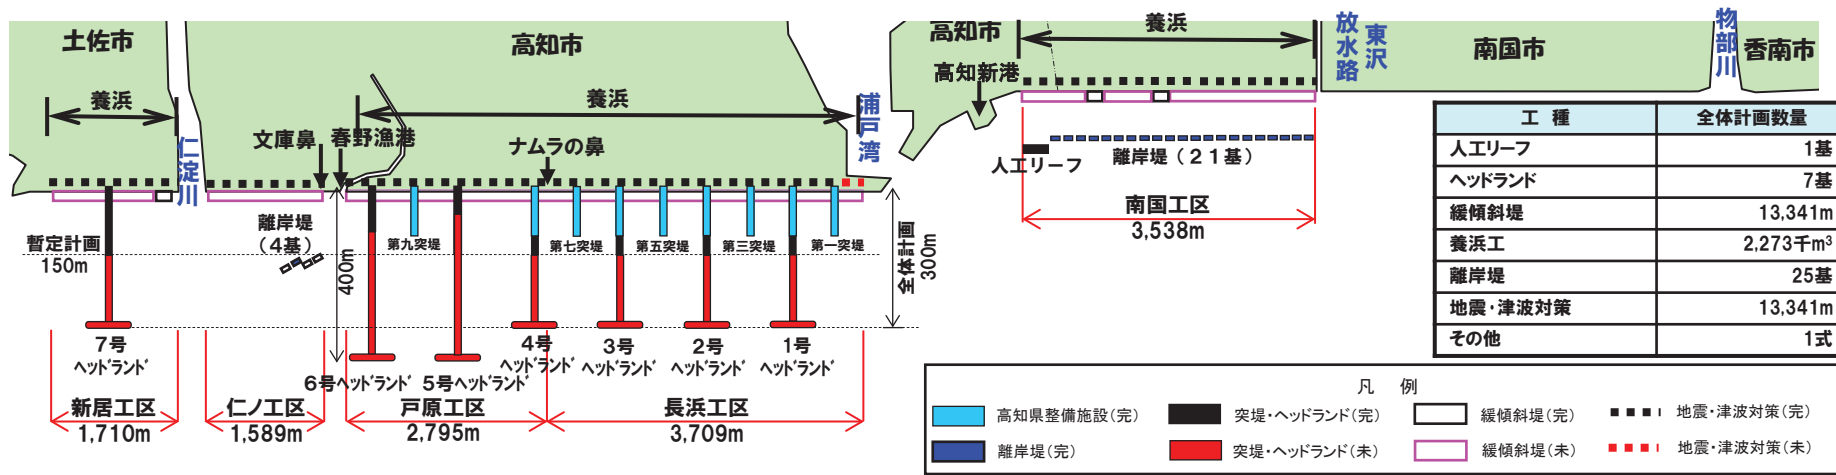 土佐市
高知市
高知市
養浜
放水路
東沢
南国市
物部川
香南市
養浜
養浜
高知新港
浦戸湾
仁淀川
文庫鼻
春野漁港
ナムラの鼻
人工リーフ
離岸堤(21基)
南国工区
3,538m
離岸堤
(4基)
暫定計画
150m
400m
第九突堤
第七突堤
第五突堤
第三突堤
第一突堤
全体計画
300m
7号
ヘッドランド
6号ヘッドランド
5号ヘッドランド
4号
ヘッドランド
3号
ヘッドランド
2号
ヘッドランド
1号
ヘッドランド
新居工区
1,710m
仁ノ工区
1,589m
戸原工区
2,795m
長浜工区
3,709m
工 種 全体計画数量
人工リーフ 1基
ヘッドランド 7基
緩傾斜堤 13,341m
養浜工 2,273千m³
離岸堤 25基
地震・津波対策 13,341m
その他 1式
凡 例
高知県整備施設(完) 突堤・ヘッドランド(完) 緩傾斜堤(完) 地震・津波対策(完)
離岸堤(完) 突堤・ヘッドランド(未) 緩傾斜堤(未) 地震・津波対策(未)